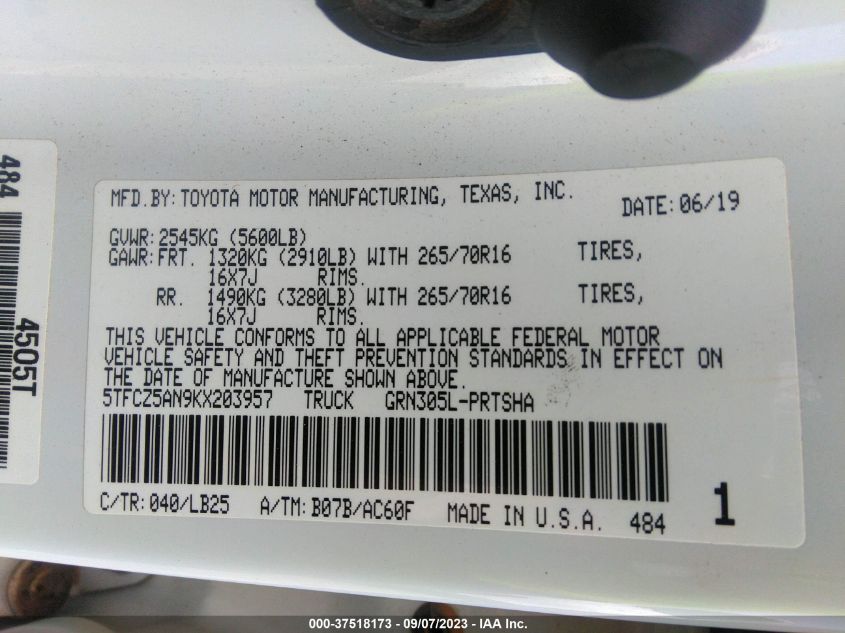 MFD.BY:TOYOTA MOTOR MANUFACTURING, TEXAS, INC. DATE:06/19
GVWR:2545KG (5600LB)
GAWR:FRT. 1320KG (2910LB) WITH 265/70R16 TIRES,
16X7J RIMS.
RR. 1490KG (3280LB) WITH 265/70R16 TIRES,
16X7J RIMS.
THIS VEHICLE CONFORMS TO ALL APPLICABLE FEDERAL MOTOR
VEHICLE SAFETY AND THEFT PREVENTION STANDARDS IN EFFECT ON
THE DATE OF MANUFACTURE SHOWN ABOVE.
5TFCZ5AN9KX203957 TRUCK GRN305L-PRTSHA
C/TR:040/LB25 A/TM:B07B/AC60F MADE IN U.S.A. 484 1
484 4505T
000-37518173 - 09/07/2023 - IAA Inc.